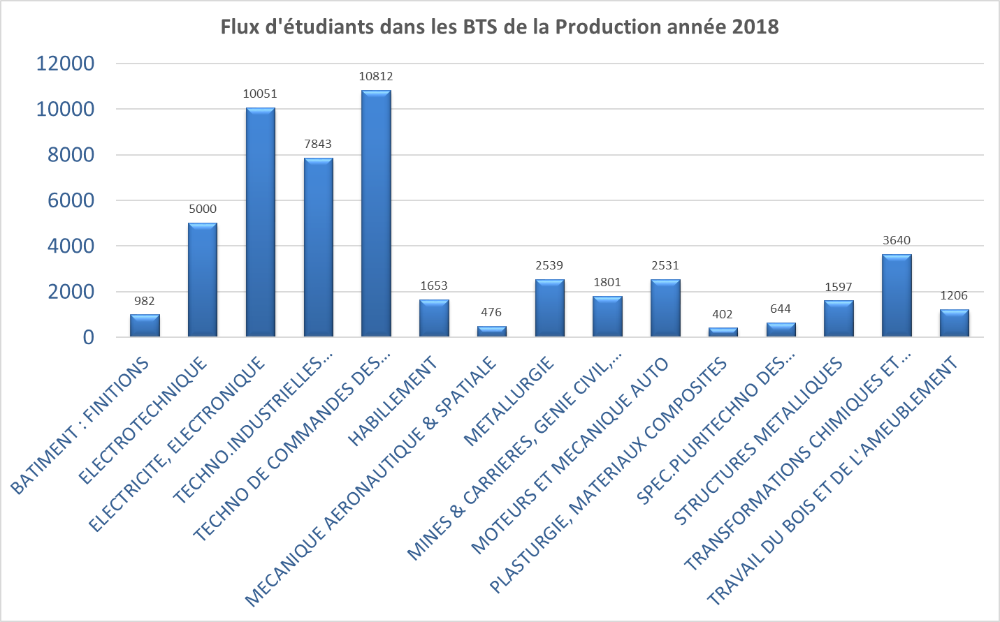 Flux d'étudiants dans les BTS de la Production année 2018
12000
10000
8000
6000
4000
2000
0
982
5000
10051
7843
10812
1653
476
2539
1801
2531
402
644
1597
3640
1206
BATIMENT : FINITIONS
ELECTROTECHNIQUE
ELECTRICITE, ELECTRONIQUE
TECHNO.INDUSTRIELLES...
TECHNO DE COMMANDES DES...
HABILLEMENT
MECANIQUE AERONAUTIQUE & SPATIALE
METALLURGIE
MINES & CARRIERES, GENIE CIVIL,...
MOTEURS ET MECANIQUE AUTO
PLASTURGIE, MATERIAUX COMPOSITES
SPEC.PLURITECHNO DES...
STRUCTURES METALLIQUES
TRANSFORMATIONS CHIMIQUES ET...
TRAVAIL DU BOIS ET DE L'AMEUBLEMENT